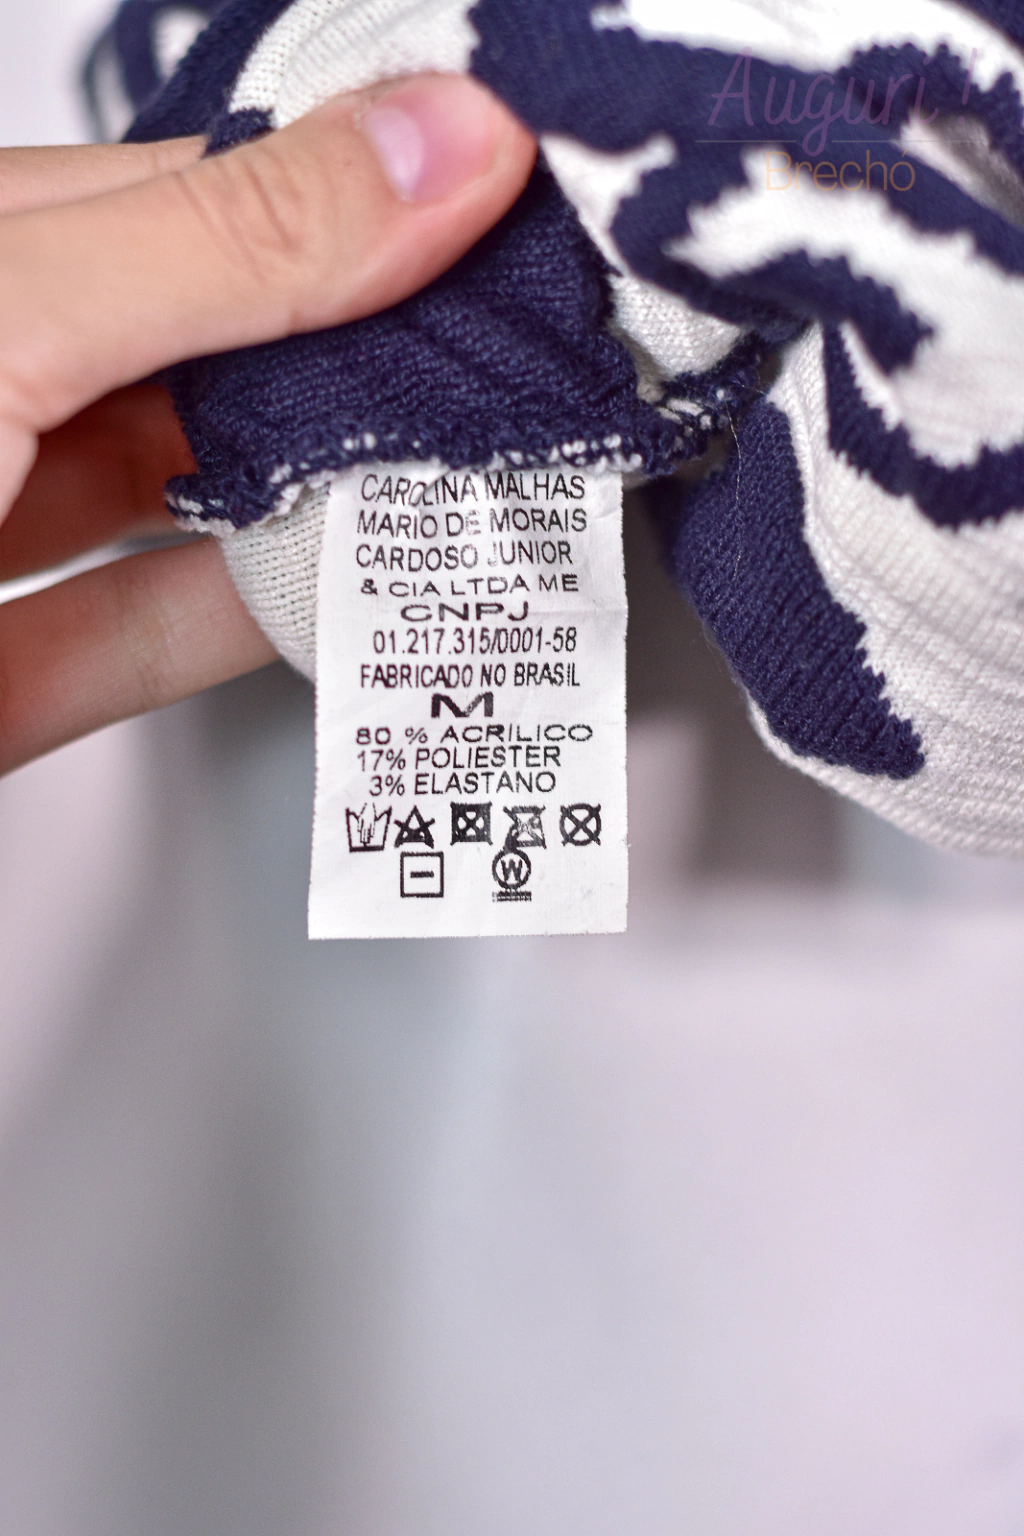 Auguri !
Brechó
CAROLINA MALHAS
MARIO DE MORAIS
CARDOSO JUNIOR
& CIA LTDA ME
CNPJ
01.217.315/0001-58
FABRICADO NO BRASIL
M
80 % ACRILICO
17% POLIESTER
3% ELASTANO
W